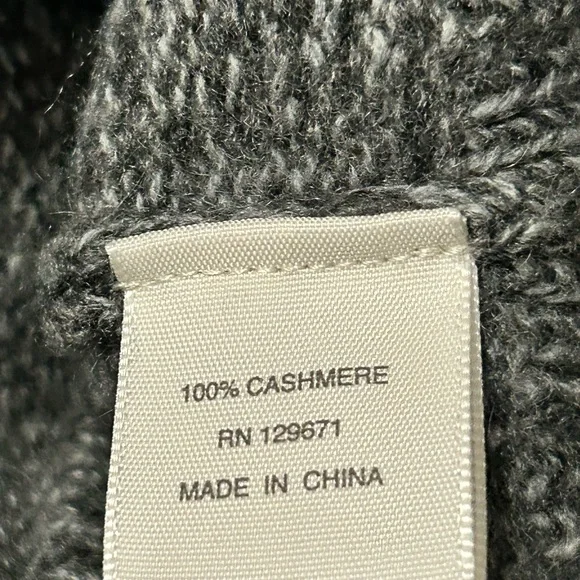 100% CASHMERE
RN 129671
MADE IN CHINA